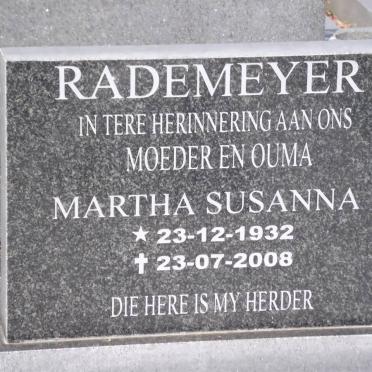 RADEMEYER
IN TERE HERINNERING AAN ONS
MOEDER EN OUMA
MARTHA SUSANNA
★ 23-12-1932
✝ 23-07-2008
DIE HERE IS MY HERDER